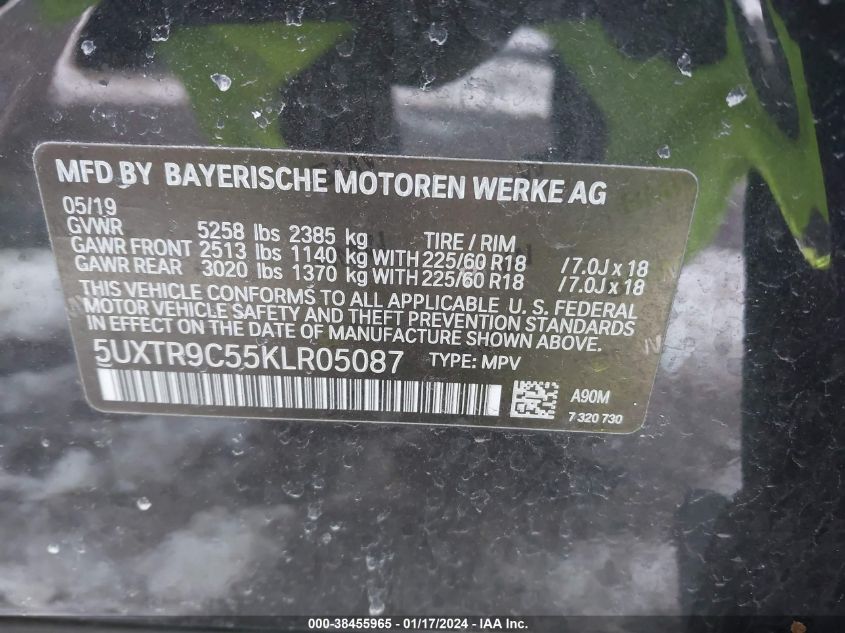 MFD BY BAYERISCHE MOTOREN WERKE AG
05/19
GVWR 5258 lbs 2385 kg TIRE / RIM
GAWR FRONT 2513 lbs 1140 kg WITH 225/60 R18 /7.0J x 18
GAWR REAR 3020 lbs 1370 kg WITH 225/60 R18 /7.0J x 18
THIS VEHICLE CONFORMS TO ALL APPLICABLE U. S. FEDERAL
MOTOR VEHICLE SAFETY AND THEFT PREVENTION
STANDARDS IN EFFECT ON THE DATE OF MANUFACTURE SHOWN ABOVE.
5UXTR9C55KLR05087 TYPE: MPV
A90M
7 320 730
000-38455965 - 01/17/2024 - IAA Inc.